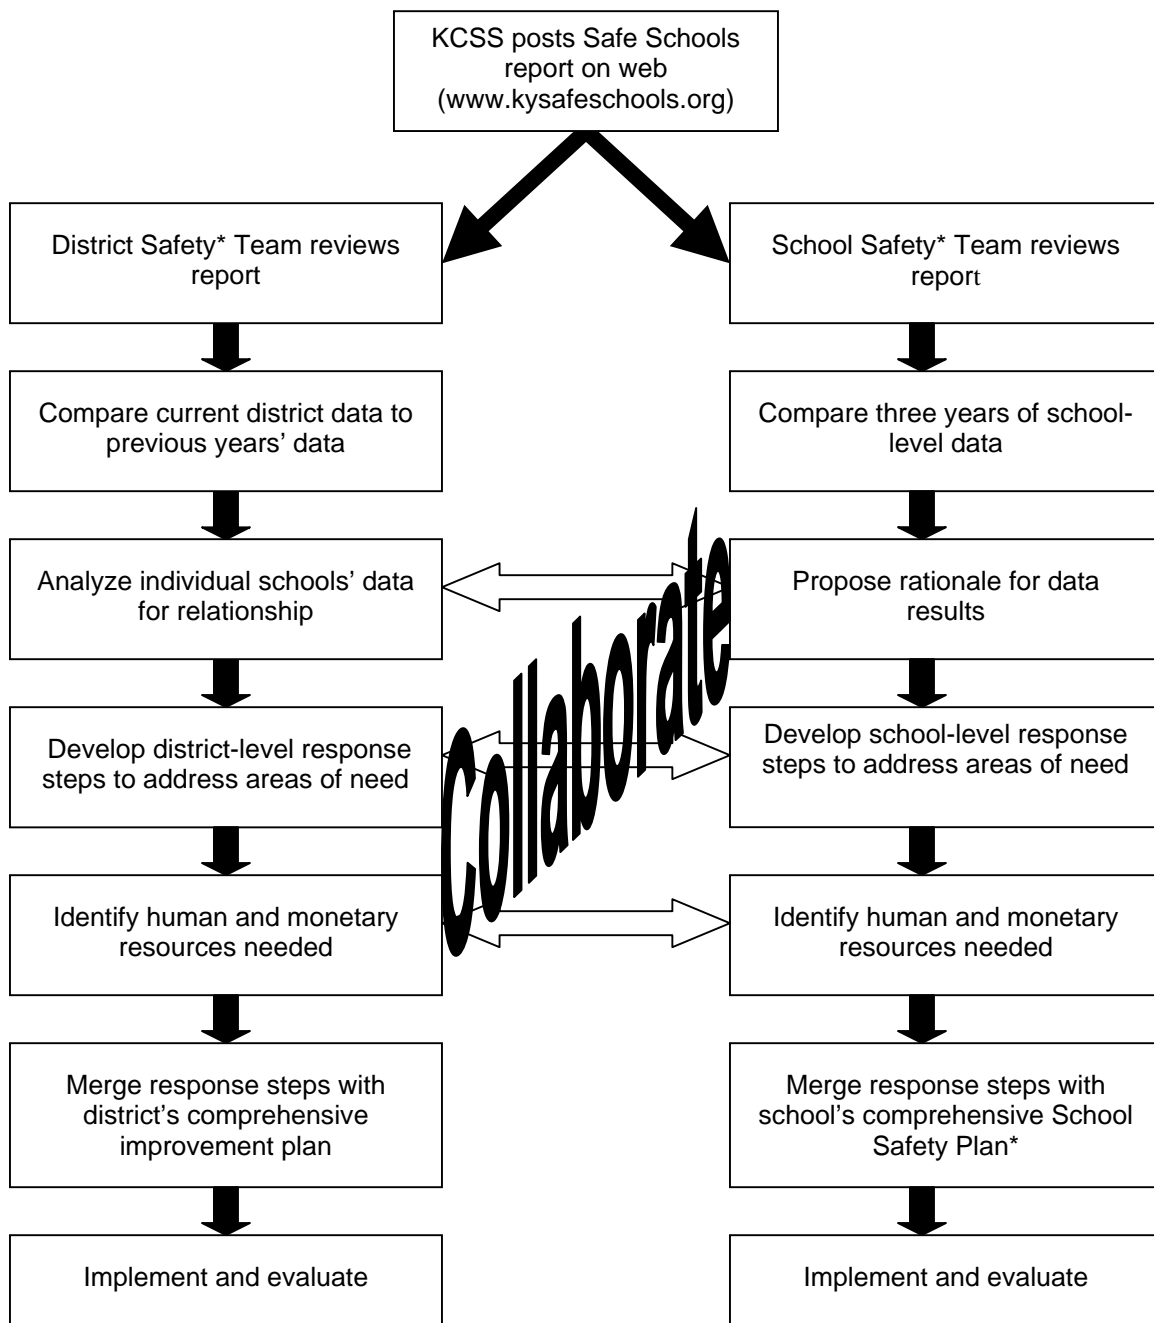 KCSS posts Safe Schools
report on web
(www.kysafeschools.org)
District Safety* Team reviews
report
School Safety* Team reviews
report
Compare current district data to
previous years’ data
Compare three years of school-
level data
Analyze individual schools’ data
for relationship
Propose rationale for data
results
Collaborate
Develop district-level response
steps to address areas of need
Develop school-level response
steps to address areas of need
Identify human and monetary
resources needed
Identify human and monetary
resources needed
Merge response steps with
district’s comprehensive
improvement plan
Merge response steps with
school’s comprehensive School
Safety Plan*
Implement and evaluate
Implement and evaluate